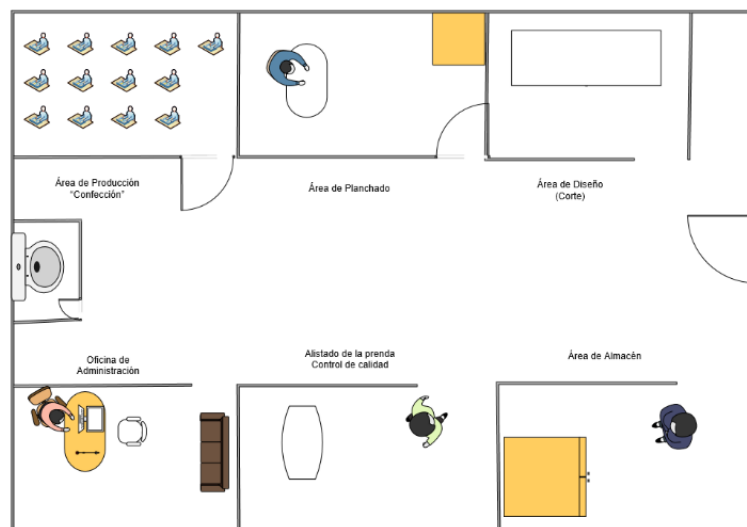 Área de Producción
"Confección"
Área de Planchado
Área de Diseño
(Corte)
Oficina de
Administración
Alistado de la prenda
Control de calidad
Área de Almacèn